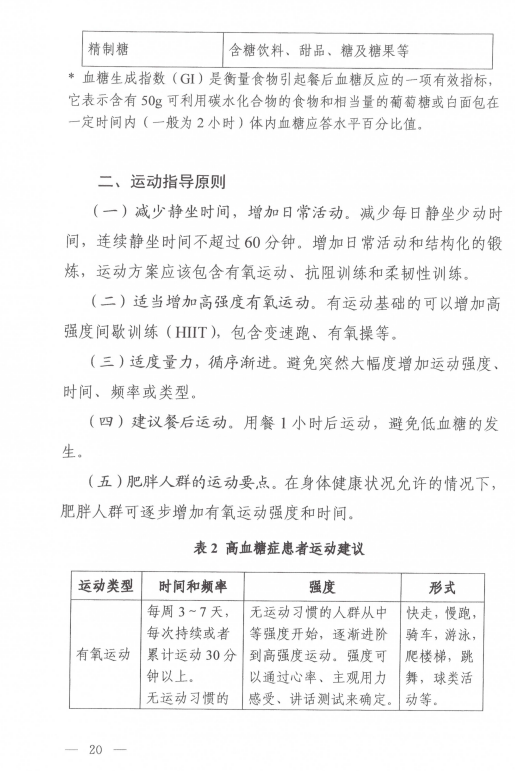 精制糖 含糖饮料、甜品、糖及糖果等
* 血糖生成指数（GI）是衡量食物引起餐后血糖反应的一项有效指标，
它表示含有 50g 可利用碳水化合物的食物和相当量的葡萄糖或白面包在
一定时间内（一般为 2 小时）体内血糖应答水平百分比值。
二、运动指导原则
（一）减少静坐时间，增加日常活动。减少每日静坐少动时
间，连续静坐时间不超过 60 分钟。增加日常活动和结构化的锻
炼，运动方案应该包含有氧运动、抗阻训练和柔韧性训练。
（二）适当增加高强度有氧运动。有运动基础的可以增加高
强度间歇训练（HIIT），包含变速跑、有氧操等。
（三）适度量力，循序渐进。避免突然大幅度增加运动强度、
时间、频率或类型。
（四）建议餐后运动。用餐 1 小时后运动，避免低血糖的发
生。
（五）肥胖人群的运动要点。在身体健康状况允许的情况下，
肥胖人群可逐步增加有氧运动强度和时间。
表 2 高血糖症患者运动建议
运动类型 时间和频率 强度 形式
每周 3~7 天， 无运动习惯的人群从中 快走，慢跑，
每次持续或者 等强度开始，逐渐进阶 骑车，游泳，
有氧运动 累计运动 30 分 到高强度运动。强度可 爬楼梯，跳
钟以上。 以通过心率、主观用力 舞，球类活
无运动习惯的 感受、讲话测试来确定。 动等。
— 20 —